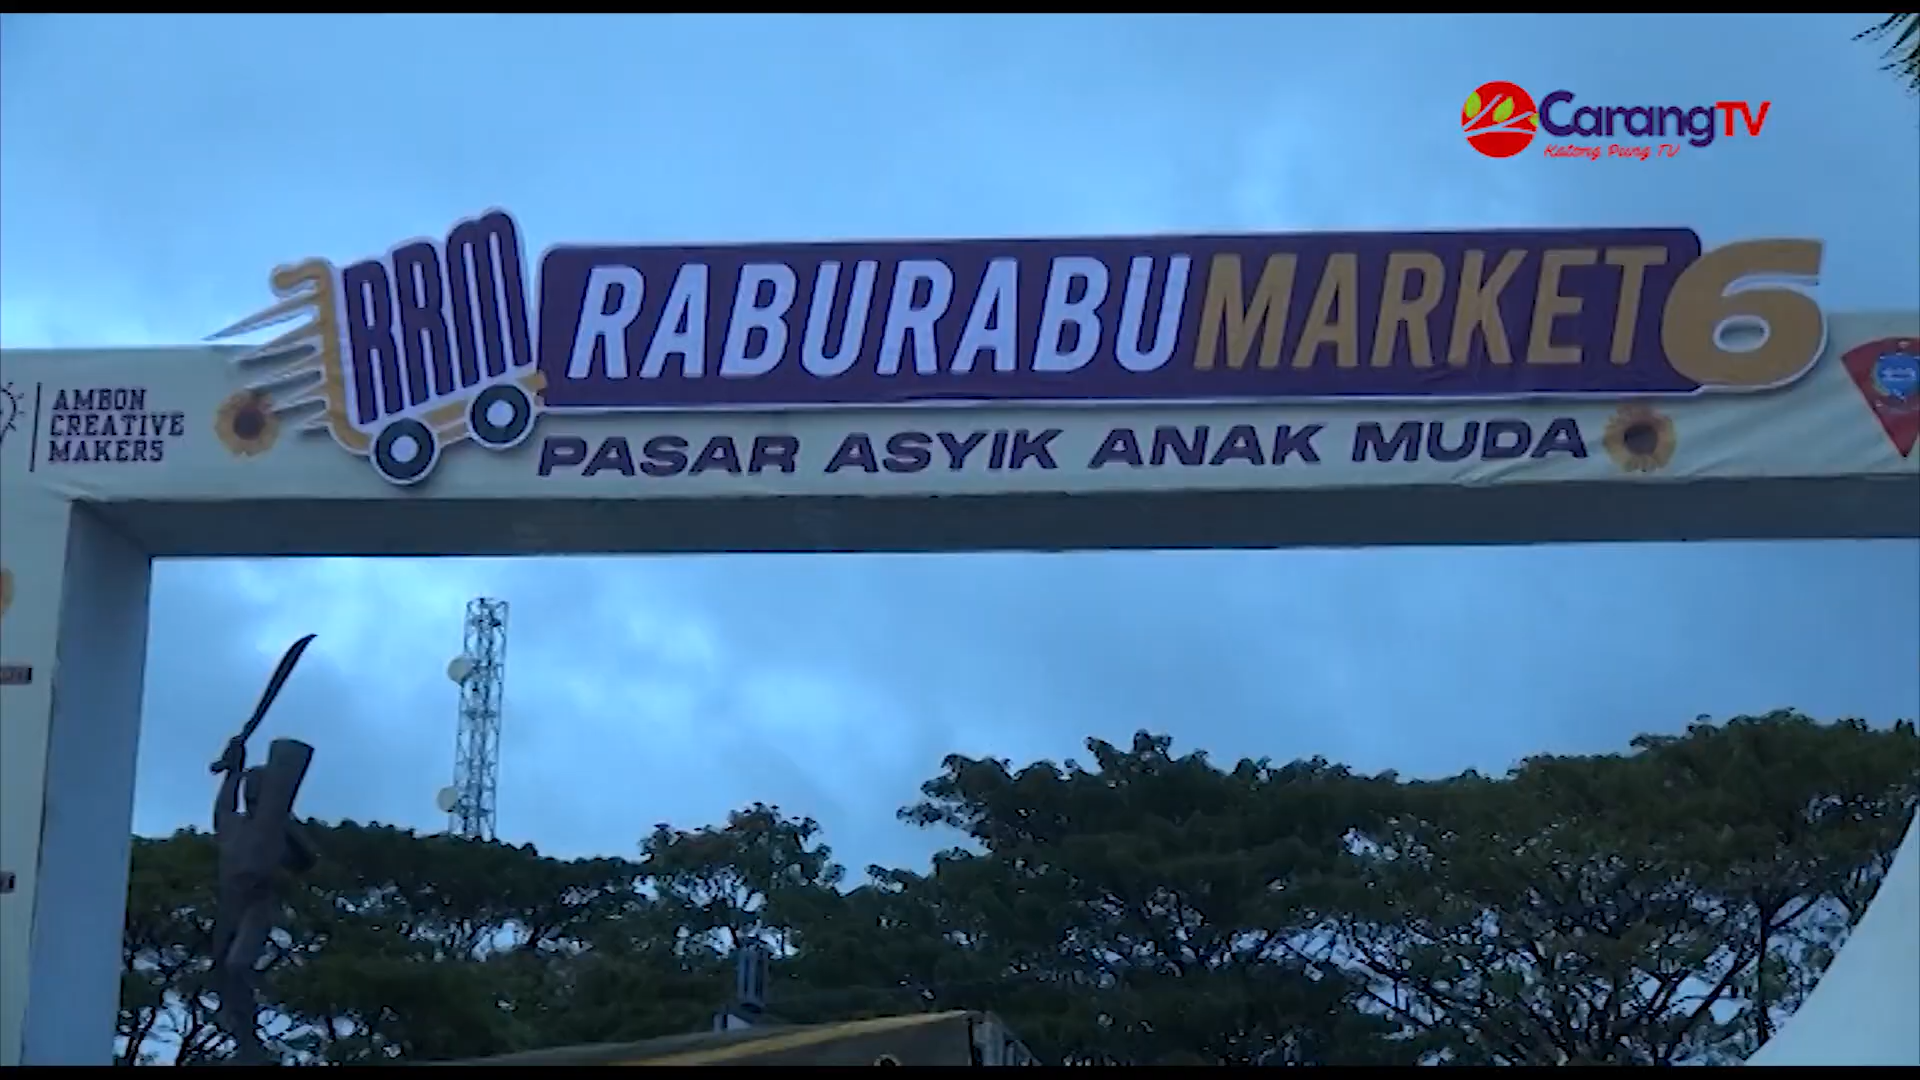 CarangTV
Katong Pung TV
RRM
RABURABUMARKET6
AMBON
CREATIVE
MAKERS
PASAR ASYIK ANAK MUDA